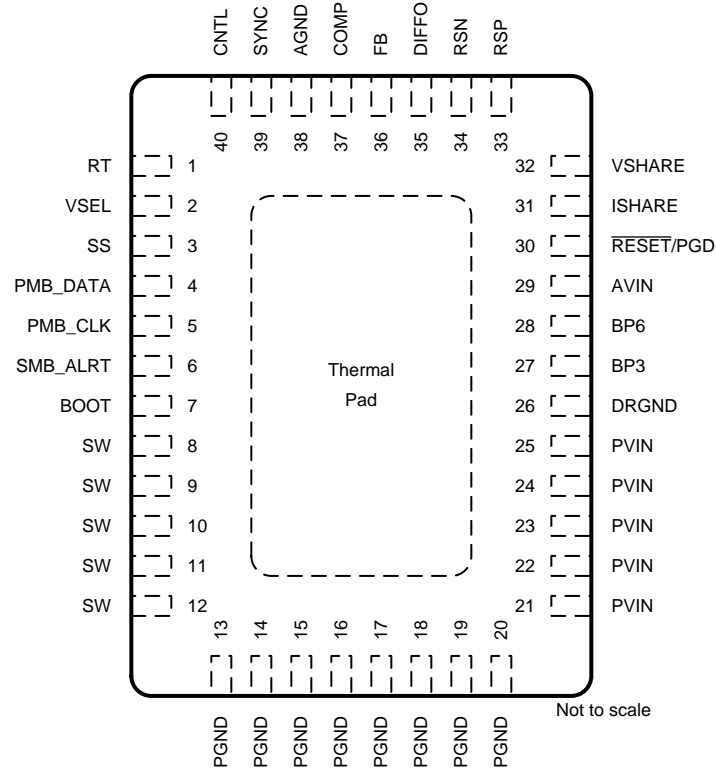 CNTL
SYNC
AGND
COMP
FB
DIFFO
RSN
RSP
40
39
38
37
36
35
34
33
RT 1
32 VSHARE
VSEL 2
31 ISHARE
SS 3
30 RESET/PGD
PMB_DATA 4
29 AVIN
PMB_CLK 5
28 BP6
SMB_ALRT 6
27 BP3
BOOT 7
26 DRGND
SW 8
25 PVIN
SW 9
24 PVIN
SW 10
23 PVIN
SW 11
22 PVIN
SW 12
21 PVIN
Thermal
Pad
13
14
15
16
17
18
19
20
PGND
PGND
PGND
PGND
PGND
PGND
PGND
PGND
Not to scale